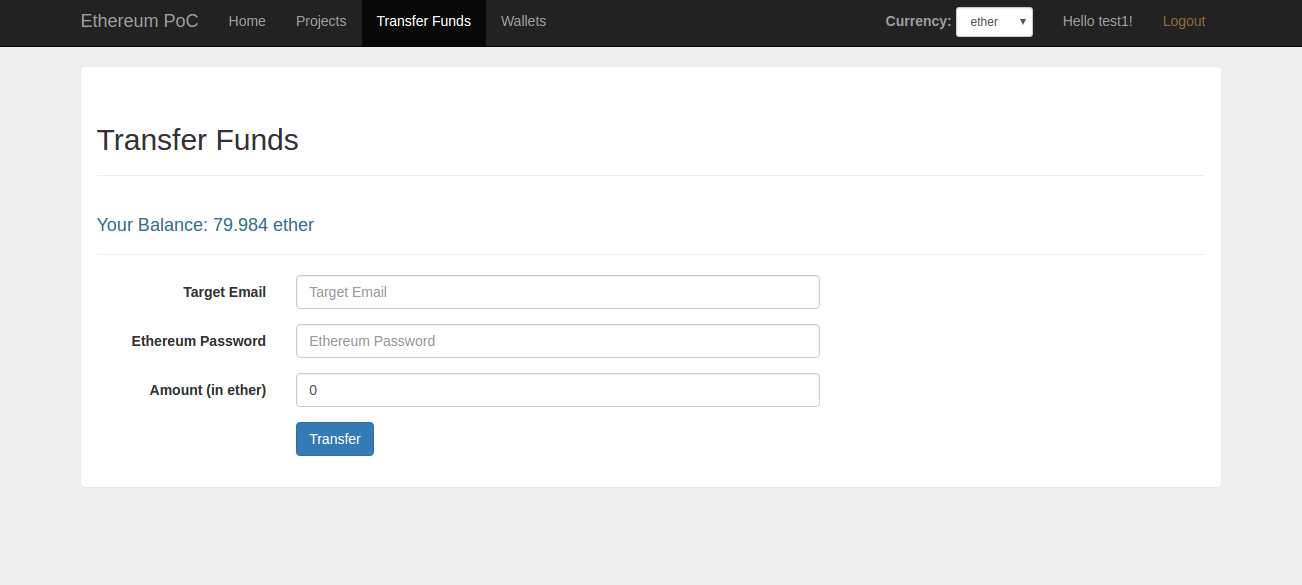 Ethereum PoC Home Projects Transfer Funds Wallets Currency: ether Hello test1! Logout
Transfer Funds
Your Balance: 79.984 ether
Target Email Target Email
Ethereum Password Ethereum Password
Amount (in ether) 0
Transfer